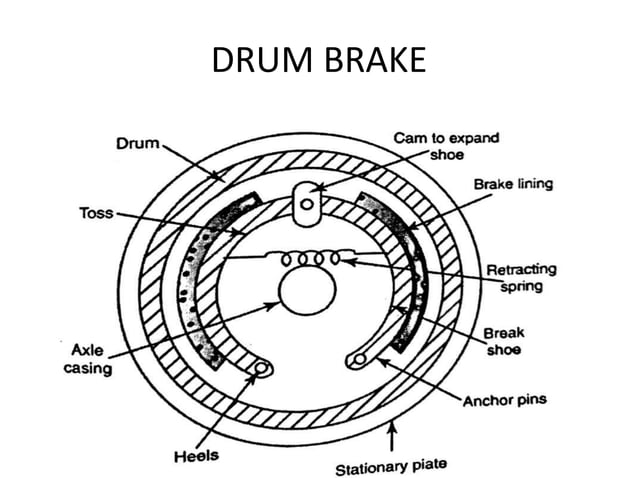 DRUM BRAKE
Drum
Cam to expand
shoe
Brake lining
Toss
Retracting
spring
Break
shoe
Axle
casing
Anchor pins
Heels
Stationary plate